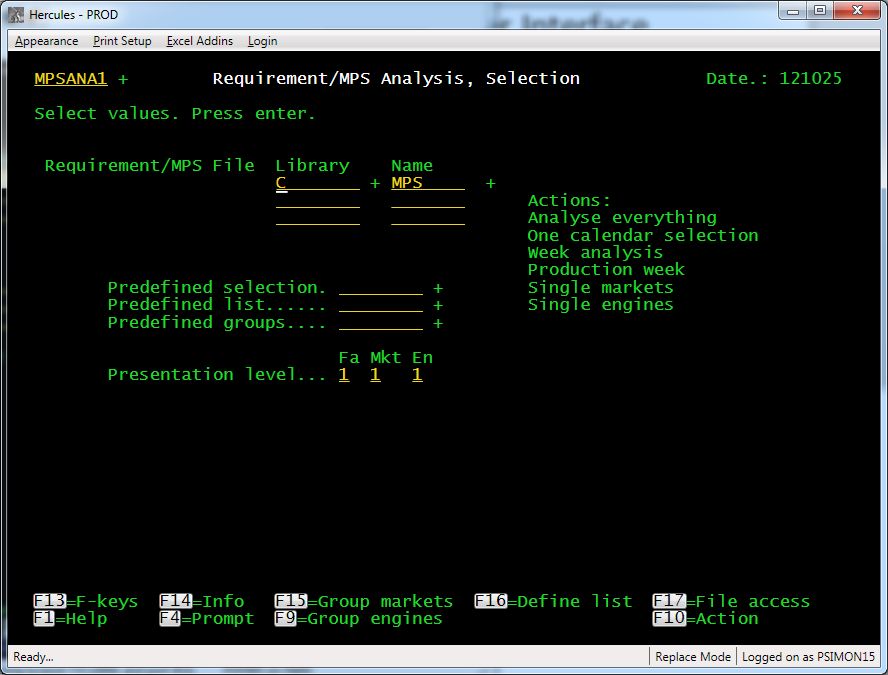 Hercules - PROD
Appearance Print Setup Excel Addins Login
MPSANA1 + Requirement/MPS Analysis, Selection Date.: 121025
Select values. Press enter.
Requirement/MPS File Library Name
C + MPS +
Actions:
Analyse everything
One calendar selection
Week analysis
Production week
Predefined selection. + Single markets
Predefined list...... + Single engines
Predefined groups.... +
Fa Mkt En
Presentation level... 1 1 1
F13=F-keys F14=Info F15=Group markets F16=Define list F17=File access
F1=Help F4=Prompt F9=Group engines F10=Action
Ready... Replace Mode Logged on as PSIMON15